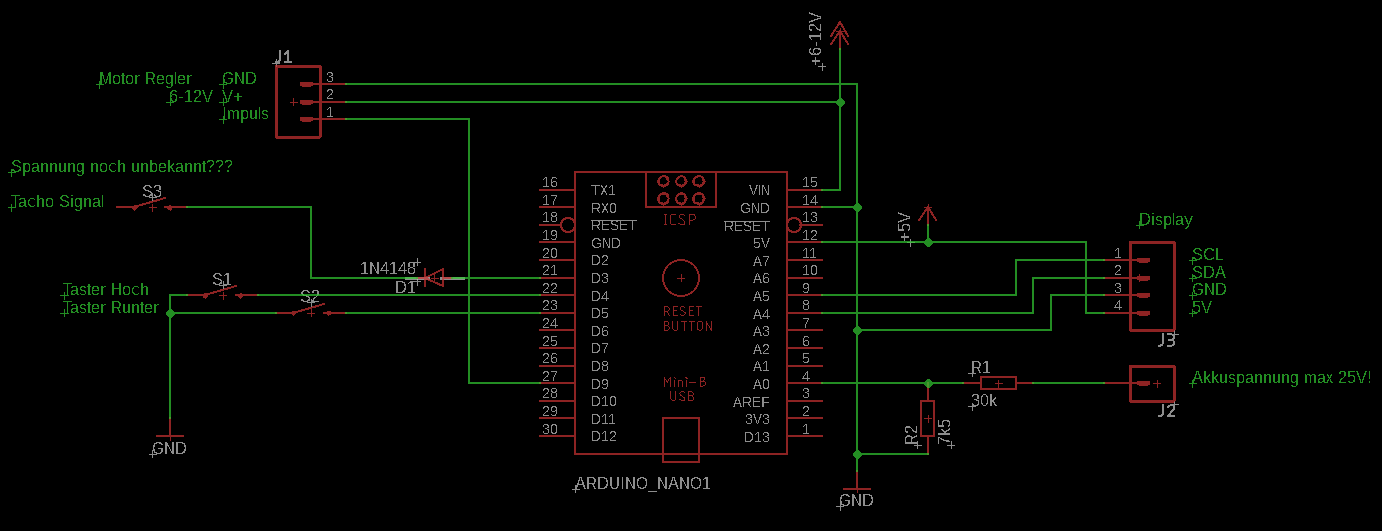 +6-12V
J1
Motor Regler GND 3
6-12V V+ 2
Impuls 1
Spannung noch unbekannt???
S3
Tacho Signal
16 TX1 VIN 15
17 RX0 GND 14
ICSP
18 RESET RESET 13
19 GND 5V 12
+5V
Display
20 D2 A7 11
1 SCL
1N4148
D1
21 D3 A6 10
2 SDA
S1
Taster Hoch
22 D4 A5 9
3 GND
S2
Taster Runter
23 D5 A4 8
4 5V
RESET
BUTTON
24 D6 A3 7
J3
25 D7 A2 6
26 D8 A1 5
R1
30k
27 D9 A0 4
Mini-B
USB
Akkuspannung max 25V!
28 D10 AREF 3
J2
29 D11 3V3 2
R2
7k5
30 D12 D13 1
GND
ARDUINO_NANO1
GND